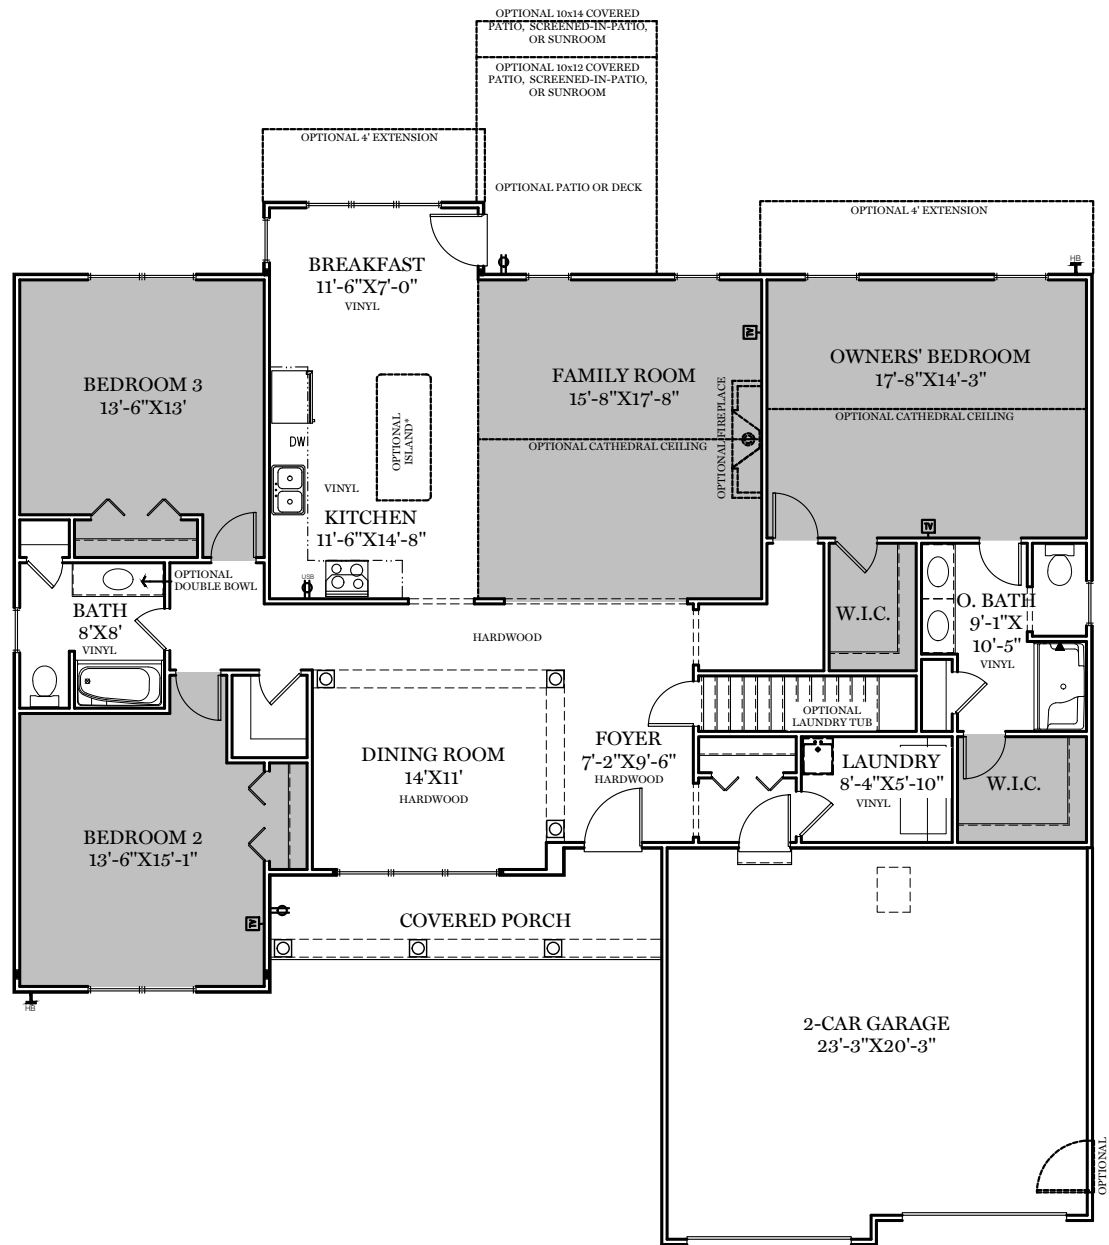 OPTIONAL 10x14 COVERED
PATIO, SCREENED-IN-PATIO,
OR SUNROOM
OPTIONAL 10x12 COVERED
PATIO, SCREENED-IN-PATIO,
OR SUNROOM
OPTIONAL 4' EXTENSION
OPTIONAL PATIO OR DECK
OPTIONAL 4' EXTENSION
HB
BREAKFAST
11'-6"X7'-0"
VINYL
BEDROOM 3
13'-6"X13'
FAMILY ROOM
15'-8"X17'-8"
OPTIONAL CATHEDRAL CEILING
TV
OPTIONAL FIREPLACE
OWNERS' BEDROOM
17'-8"X14'-3"
OPTIONAL CATHEDRAL CEILING
TV
DW
OPTIONAL
ISLAND*
VINYL
KITCHEN
11'-6"X14'-8"
USB
OPTIONAL
DOUBLE BOWL
BATH
8'X8'
VINYL
HARDWOOD
W.I.C.
O. BATH
9'-1"X
10'-5"
VINYL
OPTIONAL
LAUNDRY TUB
DINING ROOM
14'X11'
HARDWOOD
FOYER
7'-2"X9'-6"
HARDWOOD
LAUNDRY
8'-4"X5'-10"
VINYL
W.I.C.
BEDROOM 2
13'-6"X15'-1"
TV
COVERED PORCH
HB
2-CAR GARAGE
23'-3"X20'-3"
OPTIONAL